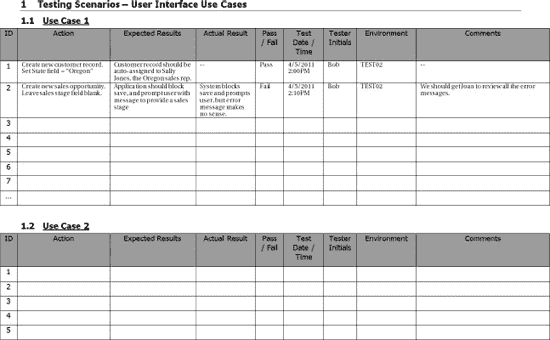 1 Testing Scenarios – User Interface Use Cases
1.1 Use Case 1
ID Action Expected Results Actual Result Pass / Fail Test Date / Time Tester Initials Environment Comments
1 Create new customer record. Set State field = "Oregon" Customer record should be auto-assigned to Sally Jones, the Oregon sales rep. -- Pass 4/5/2011 2:00PM Bob TEST02 --
2 Create new sales opportunity. Leave sales stage field blank. Application should block save, and prompt user with message to provide a sales stage System blocks save and prompts user, but error message makes no sense. Fail 4/5/2011 2:10PM Bob TEST02 We should get Joan to review all the error messages.
3
4
5
6
7
...
1.2 Use Case 2
ID Action Expected Results Actual Result Pass / Fail Test Date / Time Tester Initials Environment Comments
1
2
3
4
5